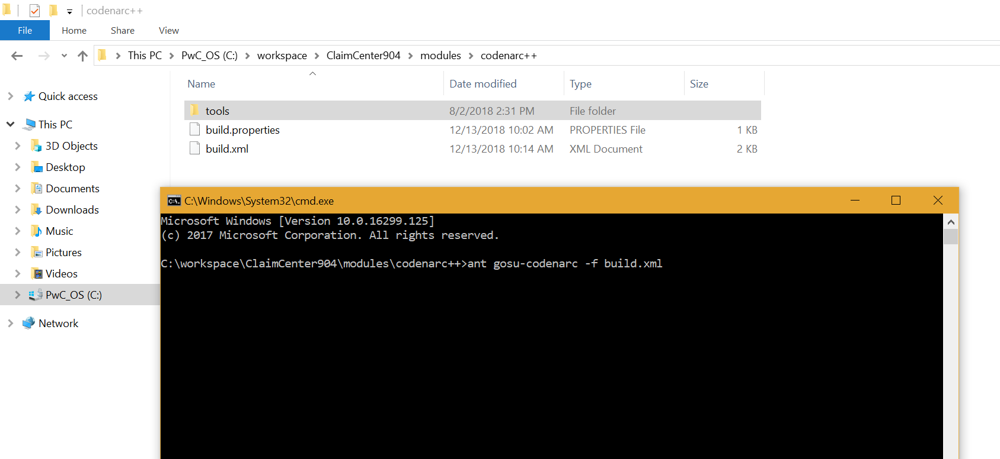 codenarc++
File Home Share View
This PC PwC_OS (C:) workspace ClaimCenter904 modules codenarc++
Name Date modified Type Size
Quick access
This PC
3D Objects
Desktop
Documents
Downloads
Music
Pictures
Videos
PwC_OS (C:)
Network
tools 8/2/2018 2:31 PM File folder
build.properties 12/13/2018 10:02 AM PROPERTIES File 1 KB
build.xml 12/13/2018 10:14 AM XML Document 2 KB
C:\Windows\System32\cmd.exe
Microsoft Windows [Version 10.0.16299.125]
(c) 2017 Microsoft Corporation. All rights reserved.
C:\workspace\ClaimCenter904\modules\codenarc++>ant gosu-codenarc -f build.xml